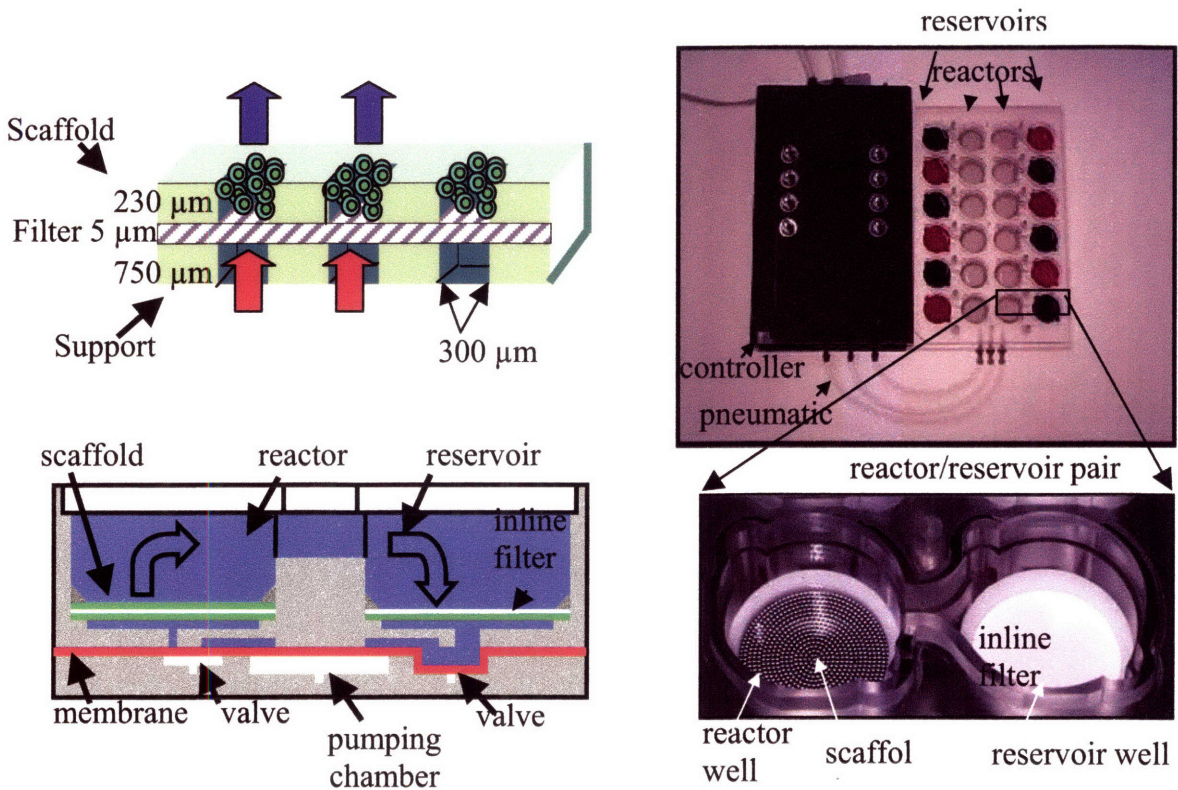 Scaffold
230 µm
Filter 5 µm
750 µm
Support
300 µm
reservoirs
reactors
controller
pneumatic
reactor/reservoir pair
scaffold
reactor
reservoir
inline
filter
membrane
valve
pumping
chamber
valve
inline
filter
reactor
well
scaffol
reservoir well